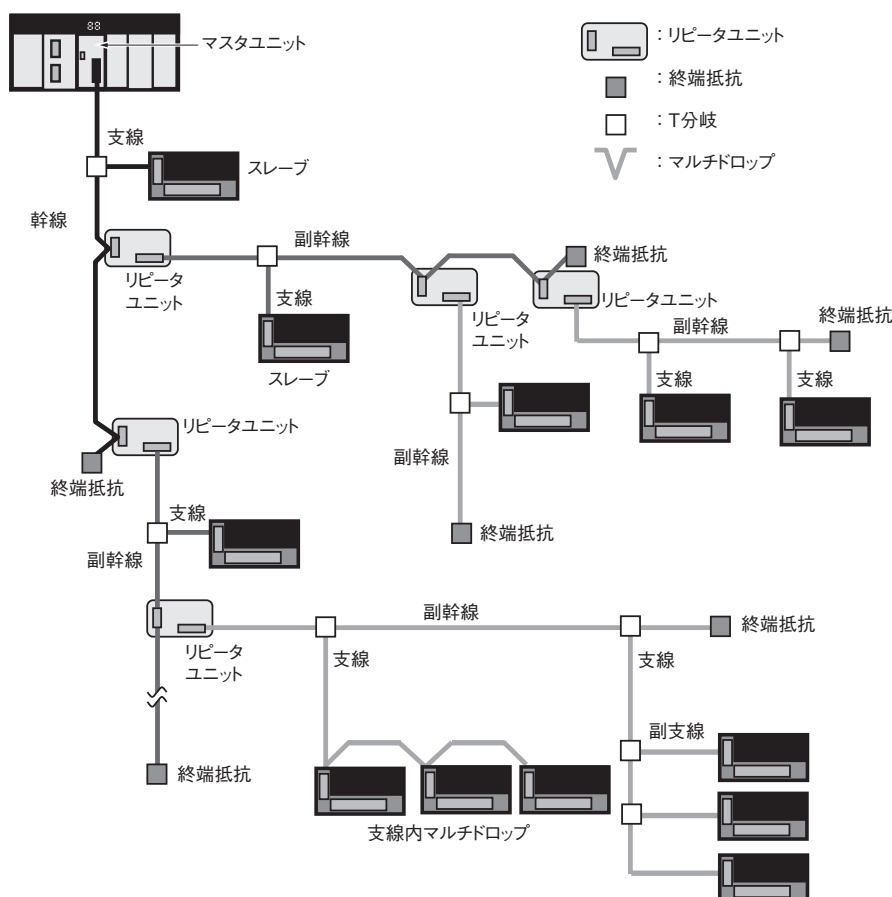 88
マスタユニット
: リピータユニット
: 終端抵抗
: T分岐
: マルチドロップ
支線
スレーブ
幹線
リピータ
ユニット
副幹線
支線
スレーブ
終端抵抗
リピータ
ユニット
リピータユニット
副幹線
終端抵抗
支線
支線
リピータユニット
終端抵抗
副幹線
終端抵抗
支線
副幹線
リピータ
ユニット
副幹線
終端抵抗
支線
支線
終端抵抗
副支線
支線内マルチドロップ